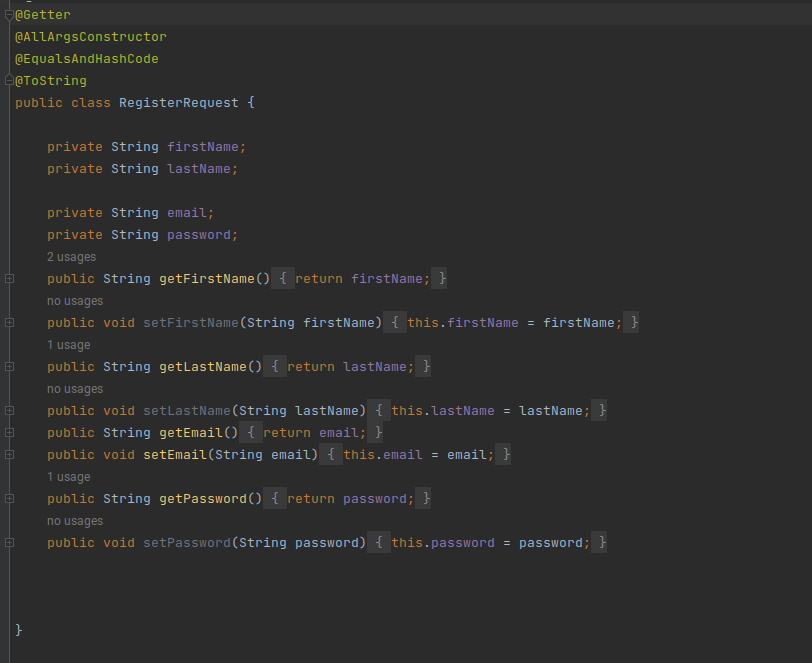 @Getter
@AllArgsConstructor
@EqualsAndHashCode
@ToString
public class RegisterRequest {
private String firstName;
private String lastName;
private String email;
private String password;
2 usages
public String getFirstName() { return firstName; }
no usages
public void setFirstName(String firstName) { this.firstName = firstName; }
1 usage
public String getLastName() { return lastName; }
no usages
public void setLastName(String lastName) { this.lastName = lastName; }
public String getEmail() { return email; }
public void setEmail(String email) { this.email = email; }
1 usage
public String getPassword() { return password; }
no usages
public void setPassword(String password) { this.password = password; }
}